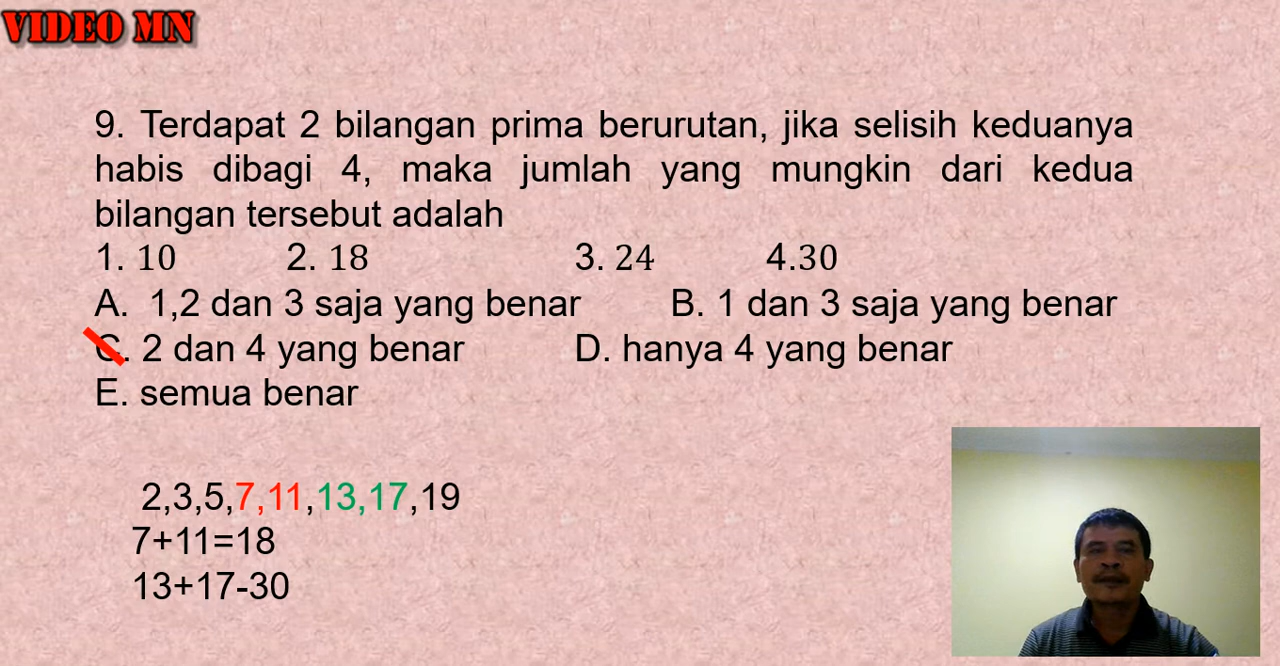 VIDEO MN
9. Terdapat 2 bilangan prima berurutan, jika selisih keduanya
habis dibagi 4, maka jumlah yang mungkin dari kedua
bilangan tersebut adalah
1. 10 2. 18 3. 24 4.30
A. 1,2 dan 3 saja yang benar B. 1 dan 3 saja yang benar
C. 2 dan 4 yang benar D. hanya 4 yang benar
E. semua benar
2,3,5,7,11,13,17,19
7+11=18
13+17-30